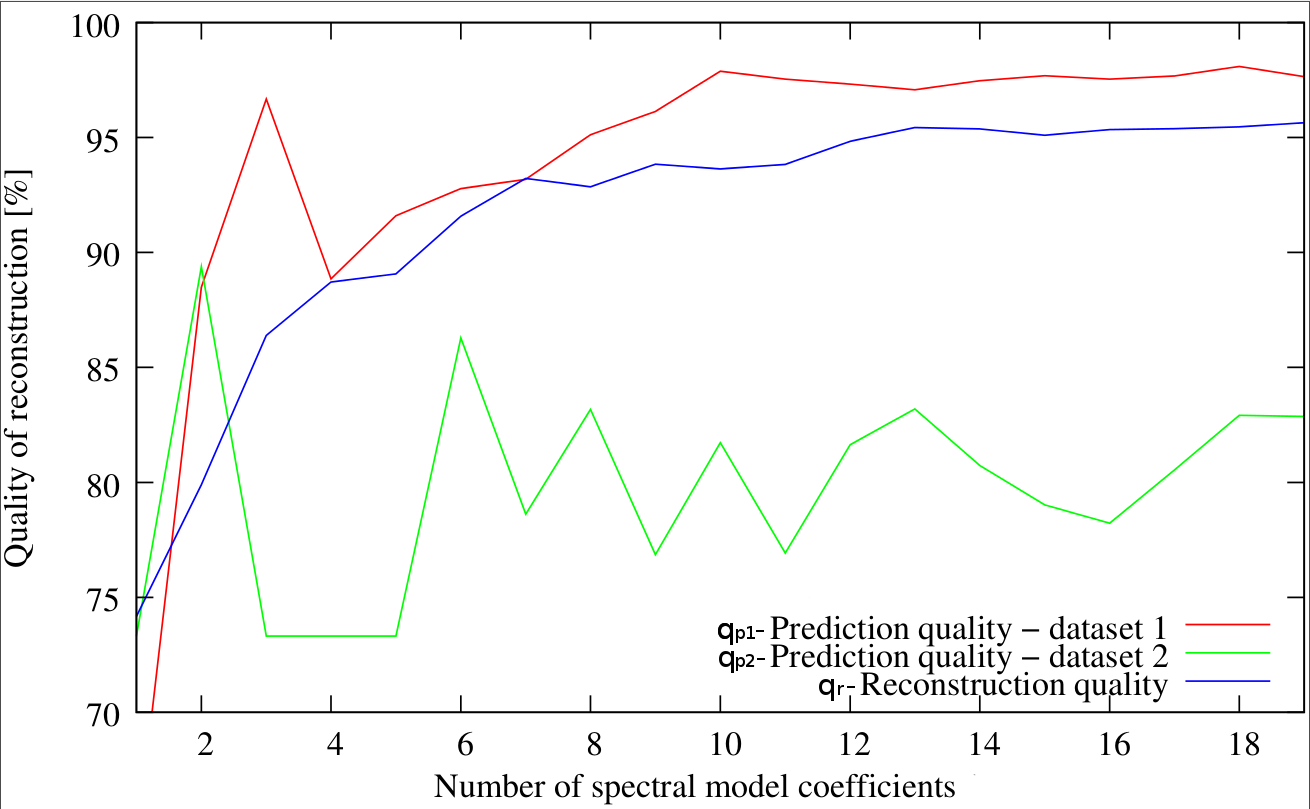 100
95
90
85
80
75
70
Quality of reconstruction [%]
qp1- Prediction quality – dataset 1
qp2- Prediction quality – dataset 2
qr- Reconstruction quality
2 4 6 8 10 12 14 16 18
Number of spectral model coefficients